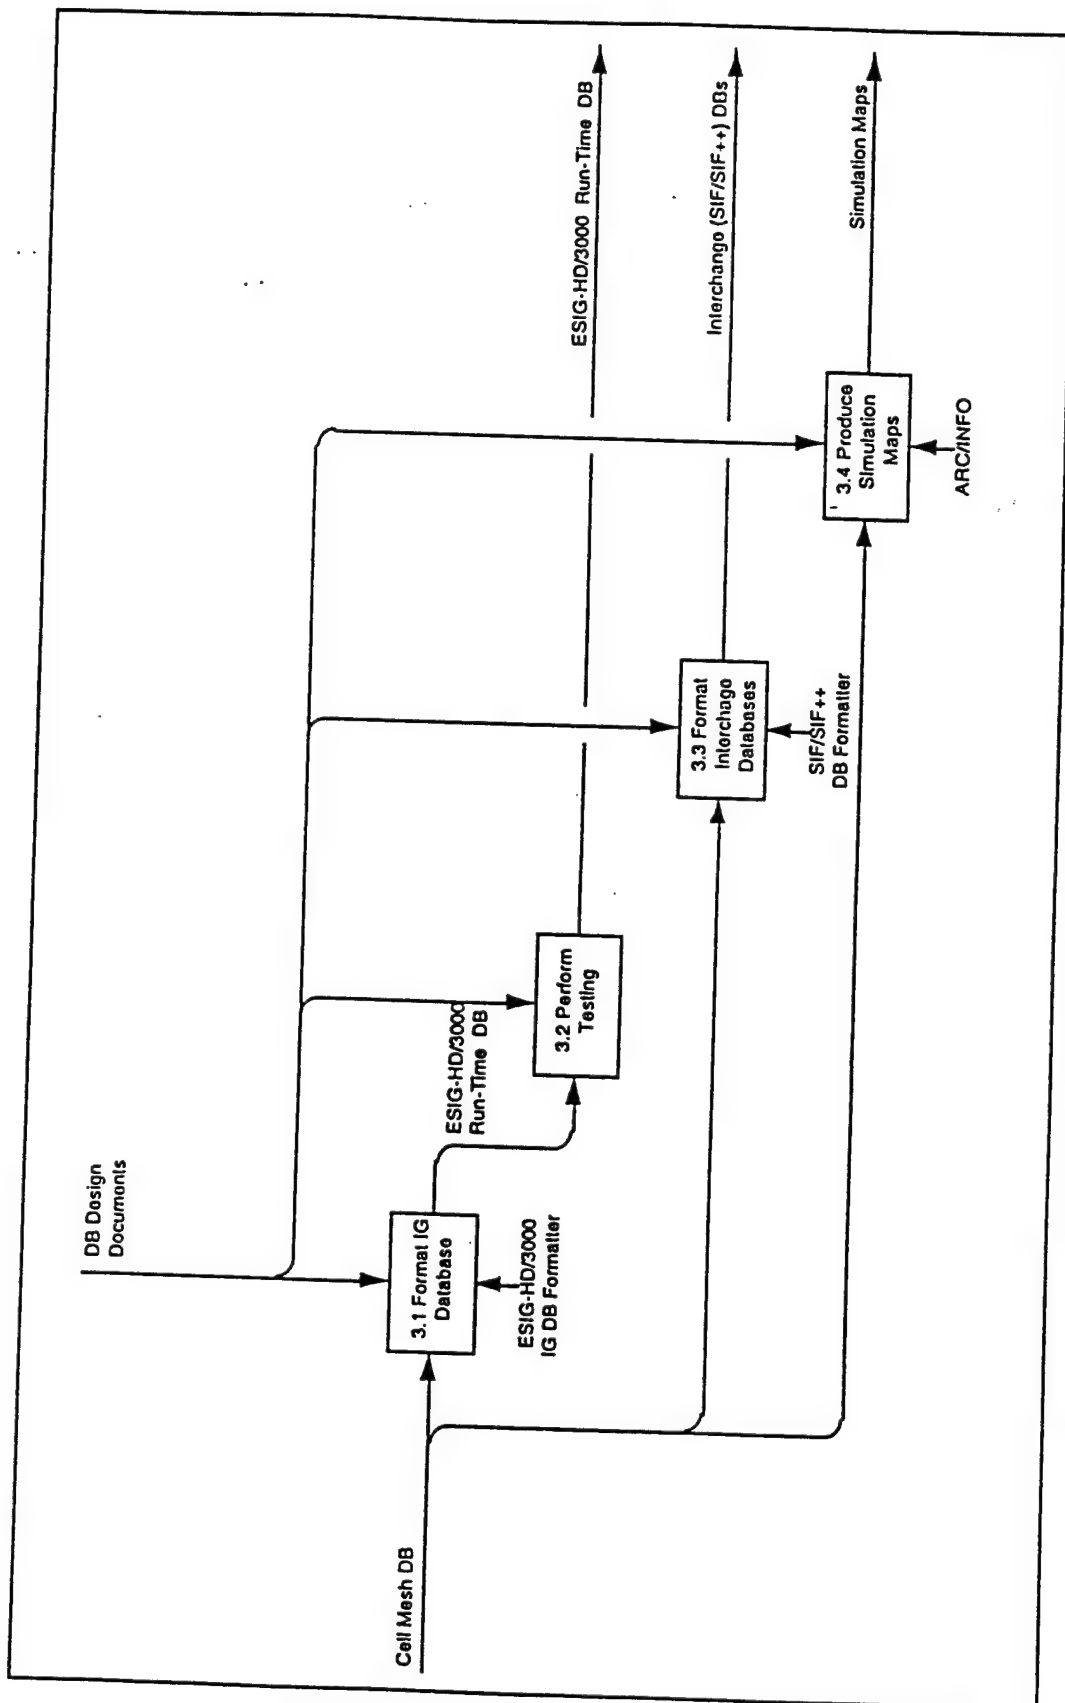 DB Design
Documents
Cell Mesh DB
3.1 Format IG
Database
ESIG-HD/3000
IG DB Formatter
ESIG-HD/3000
Run-Time DB
3.2 Perform
Testing
3.3 Format
Interchage
Databases
SIF/SIF++
DB Formatter
3.4 Produce
Simulation
Maps
ARC/INFO
ESIG-HD/3000 Run-Time DB
Interchange (SIF/SIF++) DBs
Simulation Maps